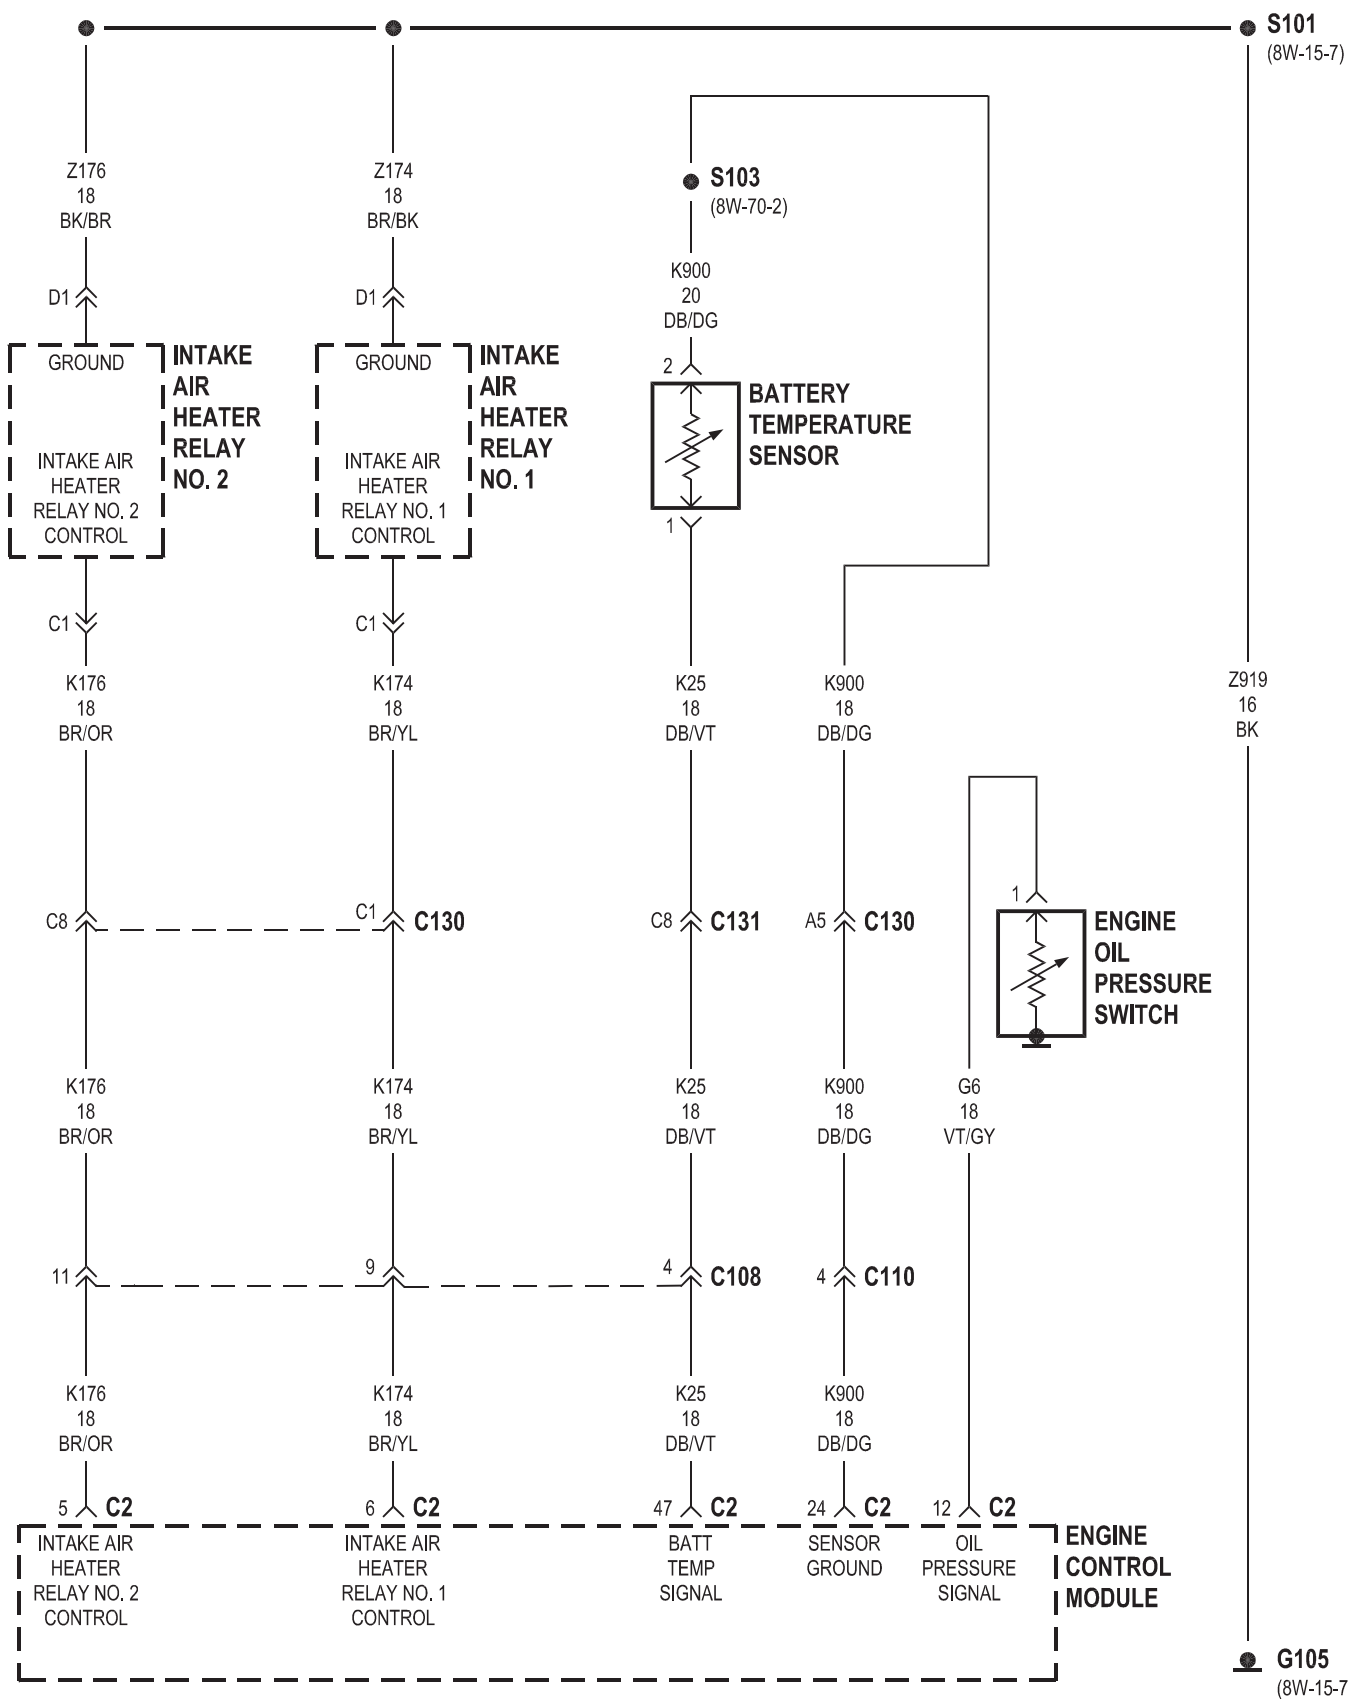 S101
(8W-15-7)
Z176
18
BK/BR
Z174
18
BR/BK
S103
(8W-70-2)
K900
20
DB/DG
D1
D1
2
GROUND
INTAKE AIR
HEATER
RELAY NO. 2
CONTROL
INTAKE
AIR
HEATER
RELAY
NO. 2
GROUND
INTAKE AIR
HEATER
RELAY NO. 1
CONTROL
INTAKE
AIR
HEATER
RELAY
NO. 1
BATTERY
TEMPERATURE
SENSOR
1
C1
C1
K176
18
BR/OR
K174
18
BR/YL
K25
18
DB/VT
K900
18
DB/DG
Z919
16
BK
C8
C1 C130
C8 C131
A5 C130
1
ENGINE
OIL
PRESSURE
SWITCH
K176
18
BR/OR
K174
18
BR/YL
K25
18
DB/VT
K900
18
DB/DG
G6
18
VT/GY
11
9
4 C108
4 C110
K176
18
BR/OR
K174
18
BR/YL
K25
18
DB/VT
K900
18
DB/DG
5 C2
6 C2
47 C2
24 C2
12 C2
INTAKE AIR
HEATER
RELAY NO. 2
CONTROL
INTAKE AIR
HEATER
RELAY NO. 1
CONTROL
BATT
TEMP
SIGNAL
SENSOR
GROUND
OIL
PRESSURE
SIGNAL
ENGINE
CONTROL
MODULE
G105
(8W-15-7